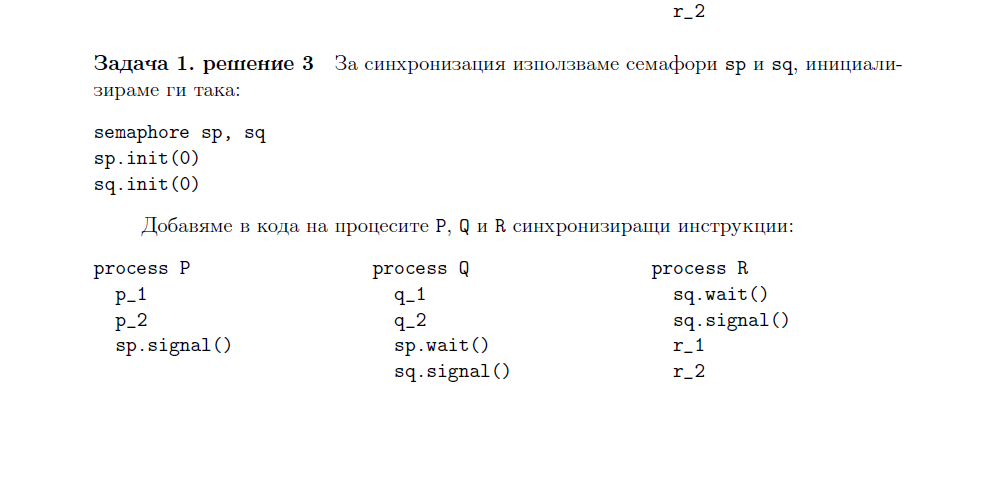 r_2
Задача 1. решение 3 За синхронизация използваме семафори sp и sq, инициали-
зираме ги така:
semaphore sp, sq
sp.init(0)
sq.init(0)
Добавяме в кода на процесите P, Q и R синхронизиращи инструкции:
process P process Q process R
p_1 q_1 sq.wait()
p_2 q_2 sq.signal()
sp.signal() sp.wait() r_1
sq.signal() r_2